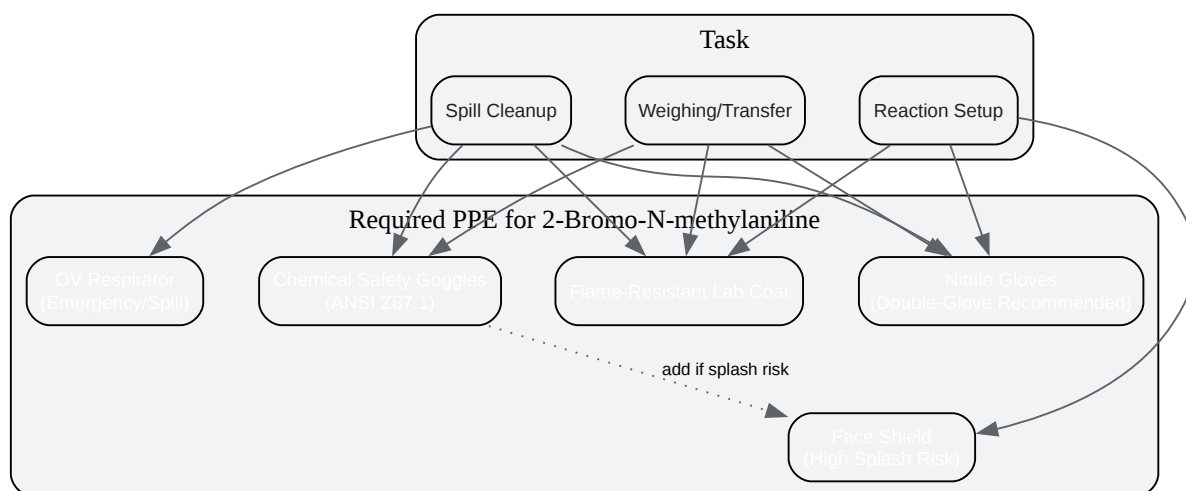 Task
Spill Cleanup
Weighing/Transfer
Reaction Setup
Required PPE for 2-Bromo-N-methylaniline
OV Respirator
(Emergency/Spill)
Chemical Safety Goggles
(ANSI Z87.1)
Flame-Resistant Lab Coat
Nitrile Gloves
(Double-Glove Recommended)
add if splash risk
Face Shield
(High Splash Risk)